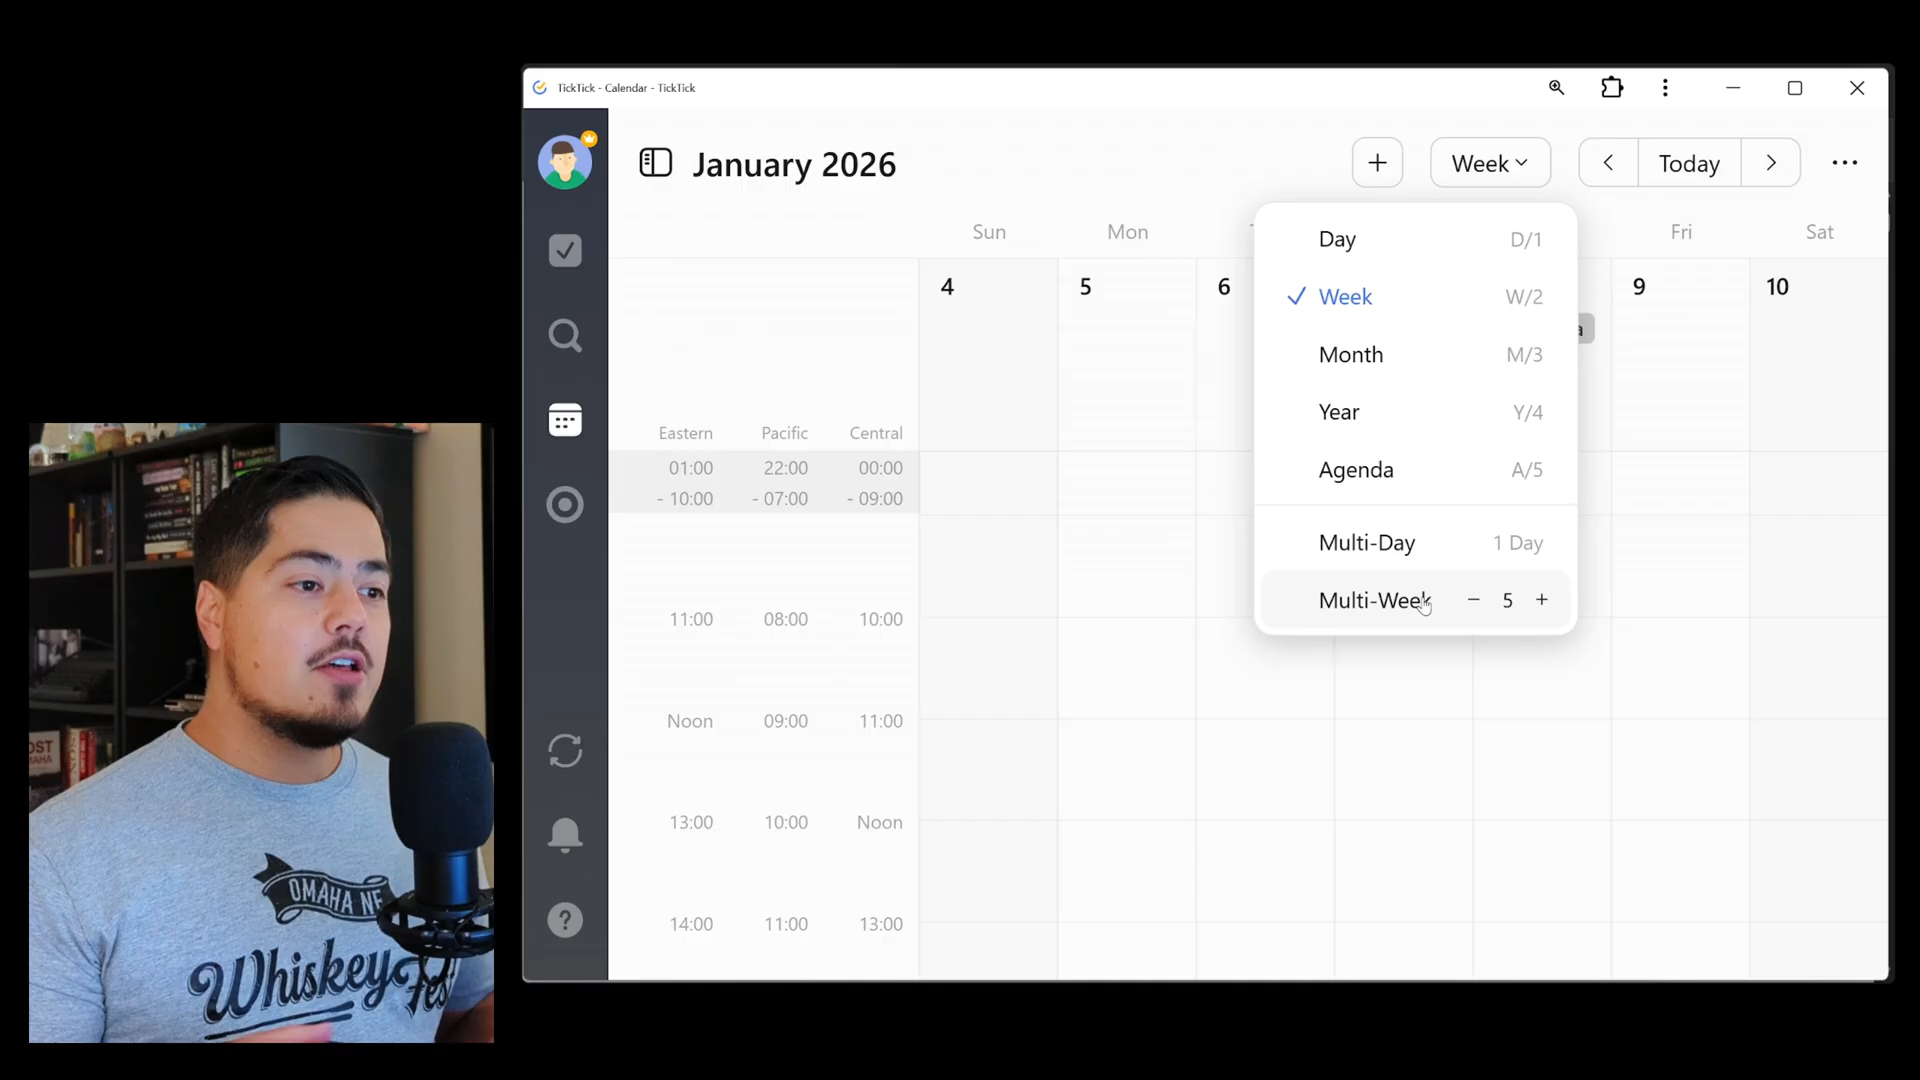 TickTick - Calendar - TickTick
January 2026
+
Week
Today
Sun Mon Fri Sat
4 5 6 9 10
a
Day D/1
Week W/2
Month M/3
Year Y/4
Agenda A/5
Multi-Day 1 Day
Multi-Week − 5 +
Eastern Pacific Central
01:00 22:00 00:00
- 10:00 - 07:00 - 09:00
11:00 08:00 10:00
Noon 09:00 11:00
13:00 10:00 Noon
14:00 11:00 13:00
?
OMAHA NE
Whiskey
Fest